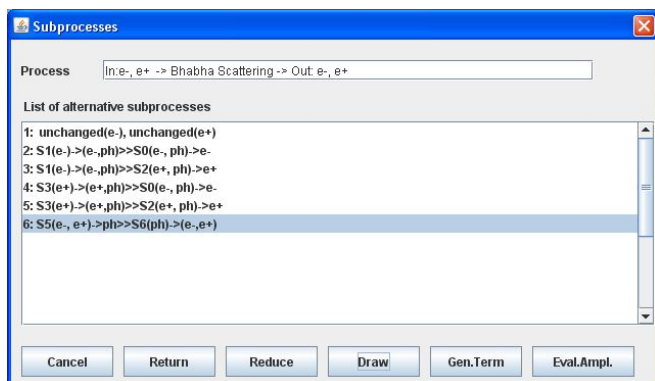 Subprocesses
Process In:e-, e+ -> Bhabha Scattering -> Out: e-, e+
List of alternative subprocesses
1: unchanged(e-), unchanged(e+)
2: S1(e-)->(e-,ph)>>S0(e-, ph)->e-
3: S1(e-)->(e-,ph)>>S2(e+, ph)->e+
4: S3(e+)->(e+,ph)>>S0(e-, ph)->e-
5: S3(e+)->(e+,ph)>>S2(e+, ph)->e+
6: S5(e-, e+)->ph>>S6(ph)->(e-,e+)
Cancel Return Reduce Draw Gen.Term Eval.Ampl.